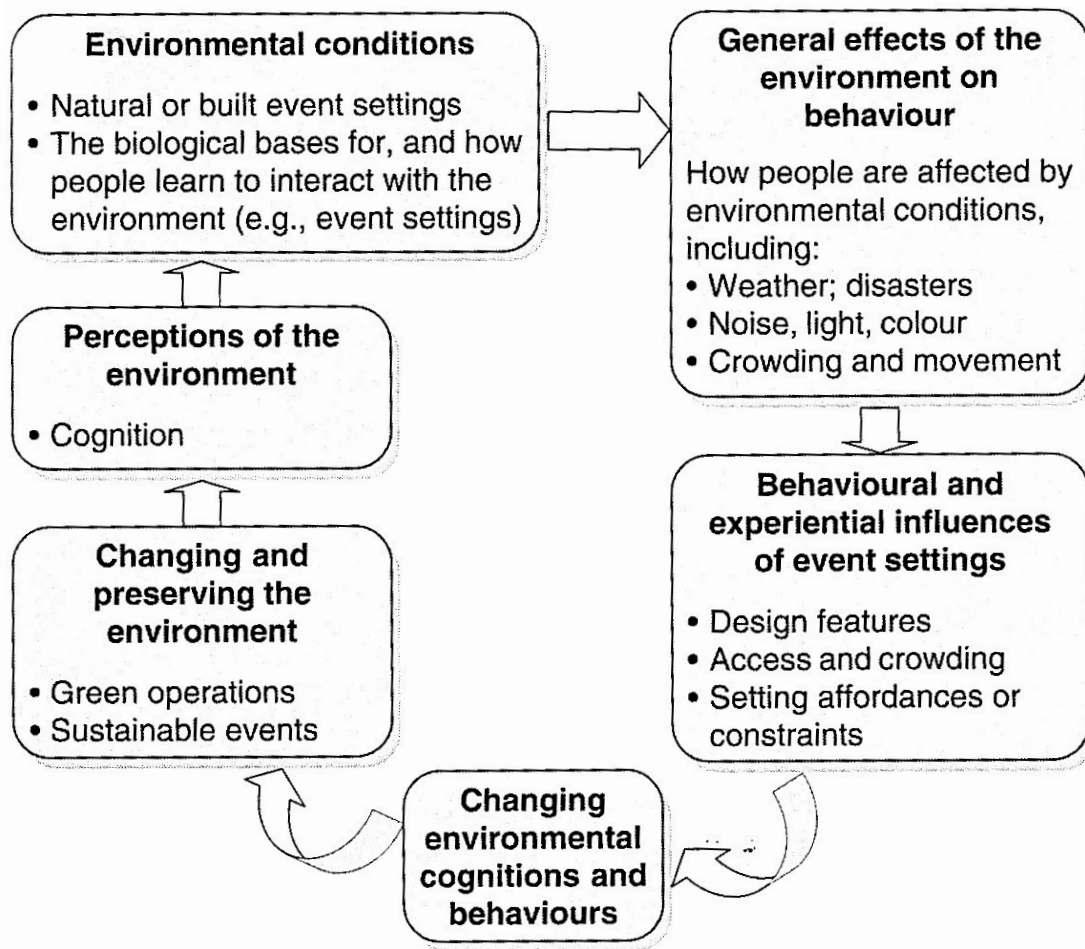 Environmental conditions
• Natural or built event settings
• The biological bases for, and how
people learn to interact with the
environment (e.g., event settings)
General effects of the
environment on
behaviour
How people are affected by
environmental conditions,
including:
• Weather; disasters
• Noise, light, colour
• Crowding and movement
Behavioural and
experiential influences
of event settings
• Design features
• Access and crowding
• Setting affordances or
constraints
Changing
environmental
cognitions and
behaviours
Changing and
preserving the
environment
• Green operations
• Sustainable events
Perceptions of the
environment
• Cognition